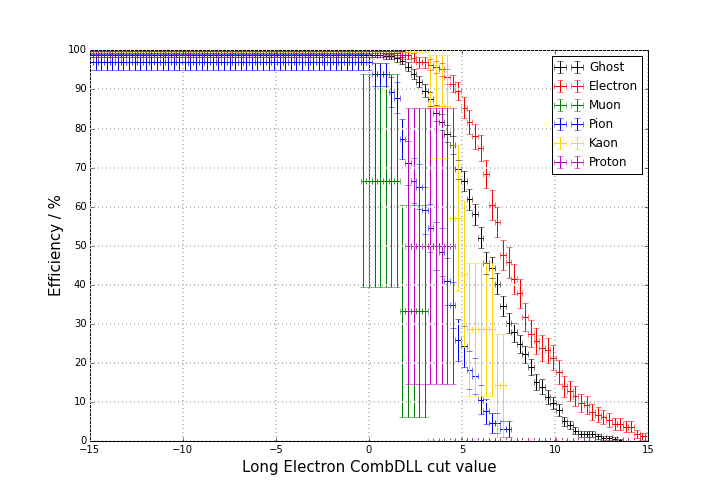 100
90
80
70
60
50
40
30
20
10
0
Efficiency / %
Ghost
Electron
Muon
Pion
Kaon
Proton
−15 −10 −5 0 5 10 15
Long Electron CombDLL cut value